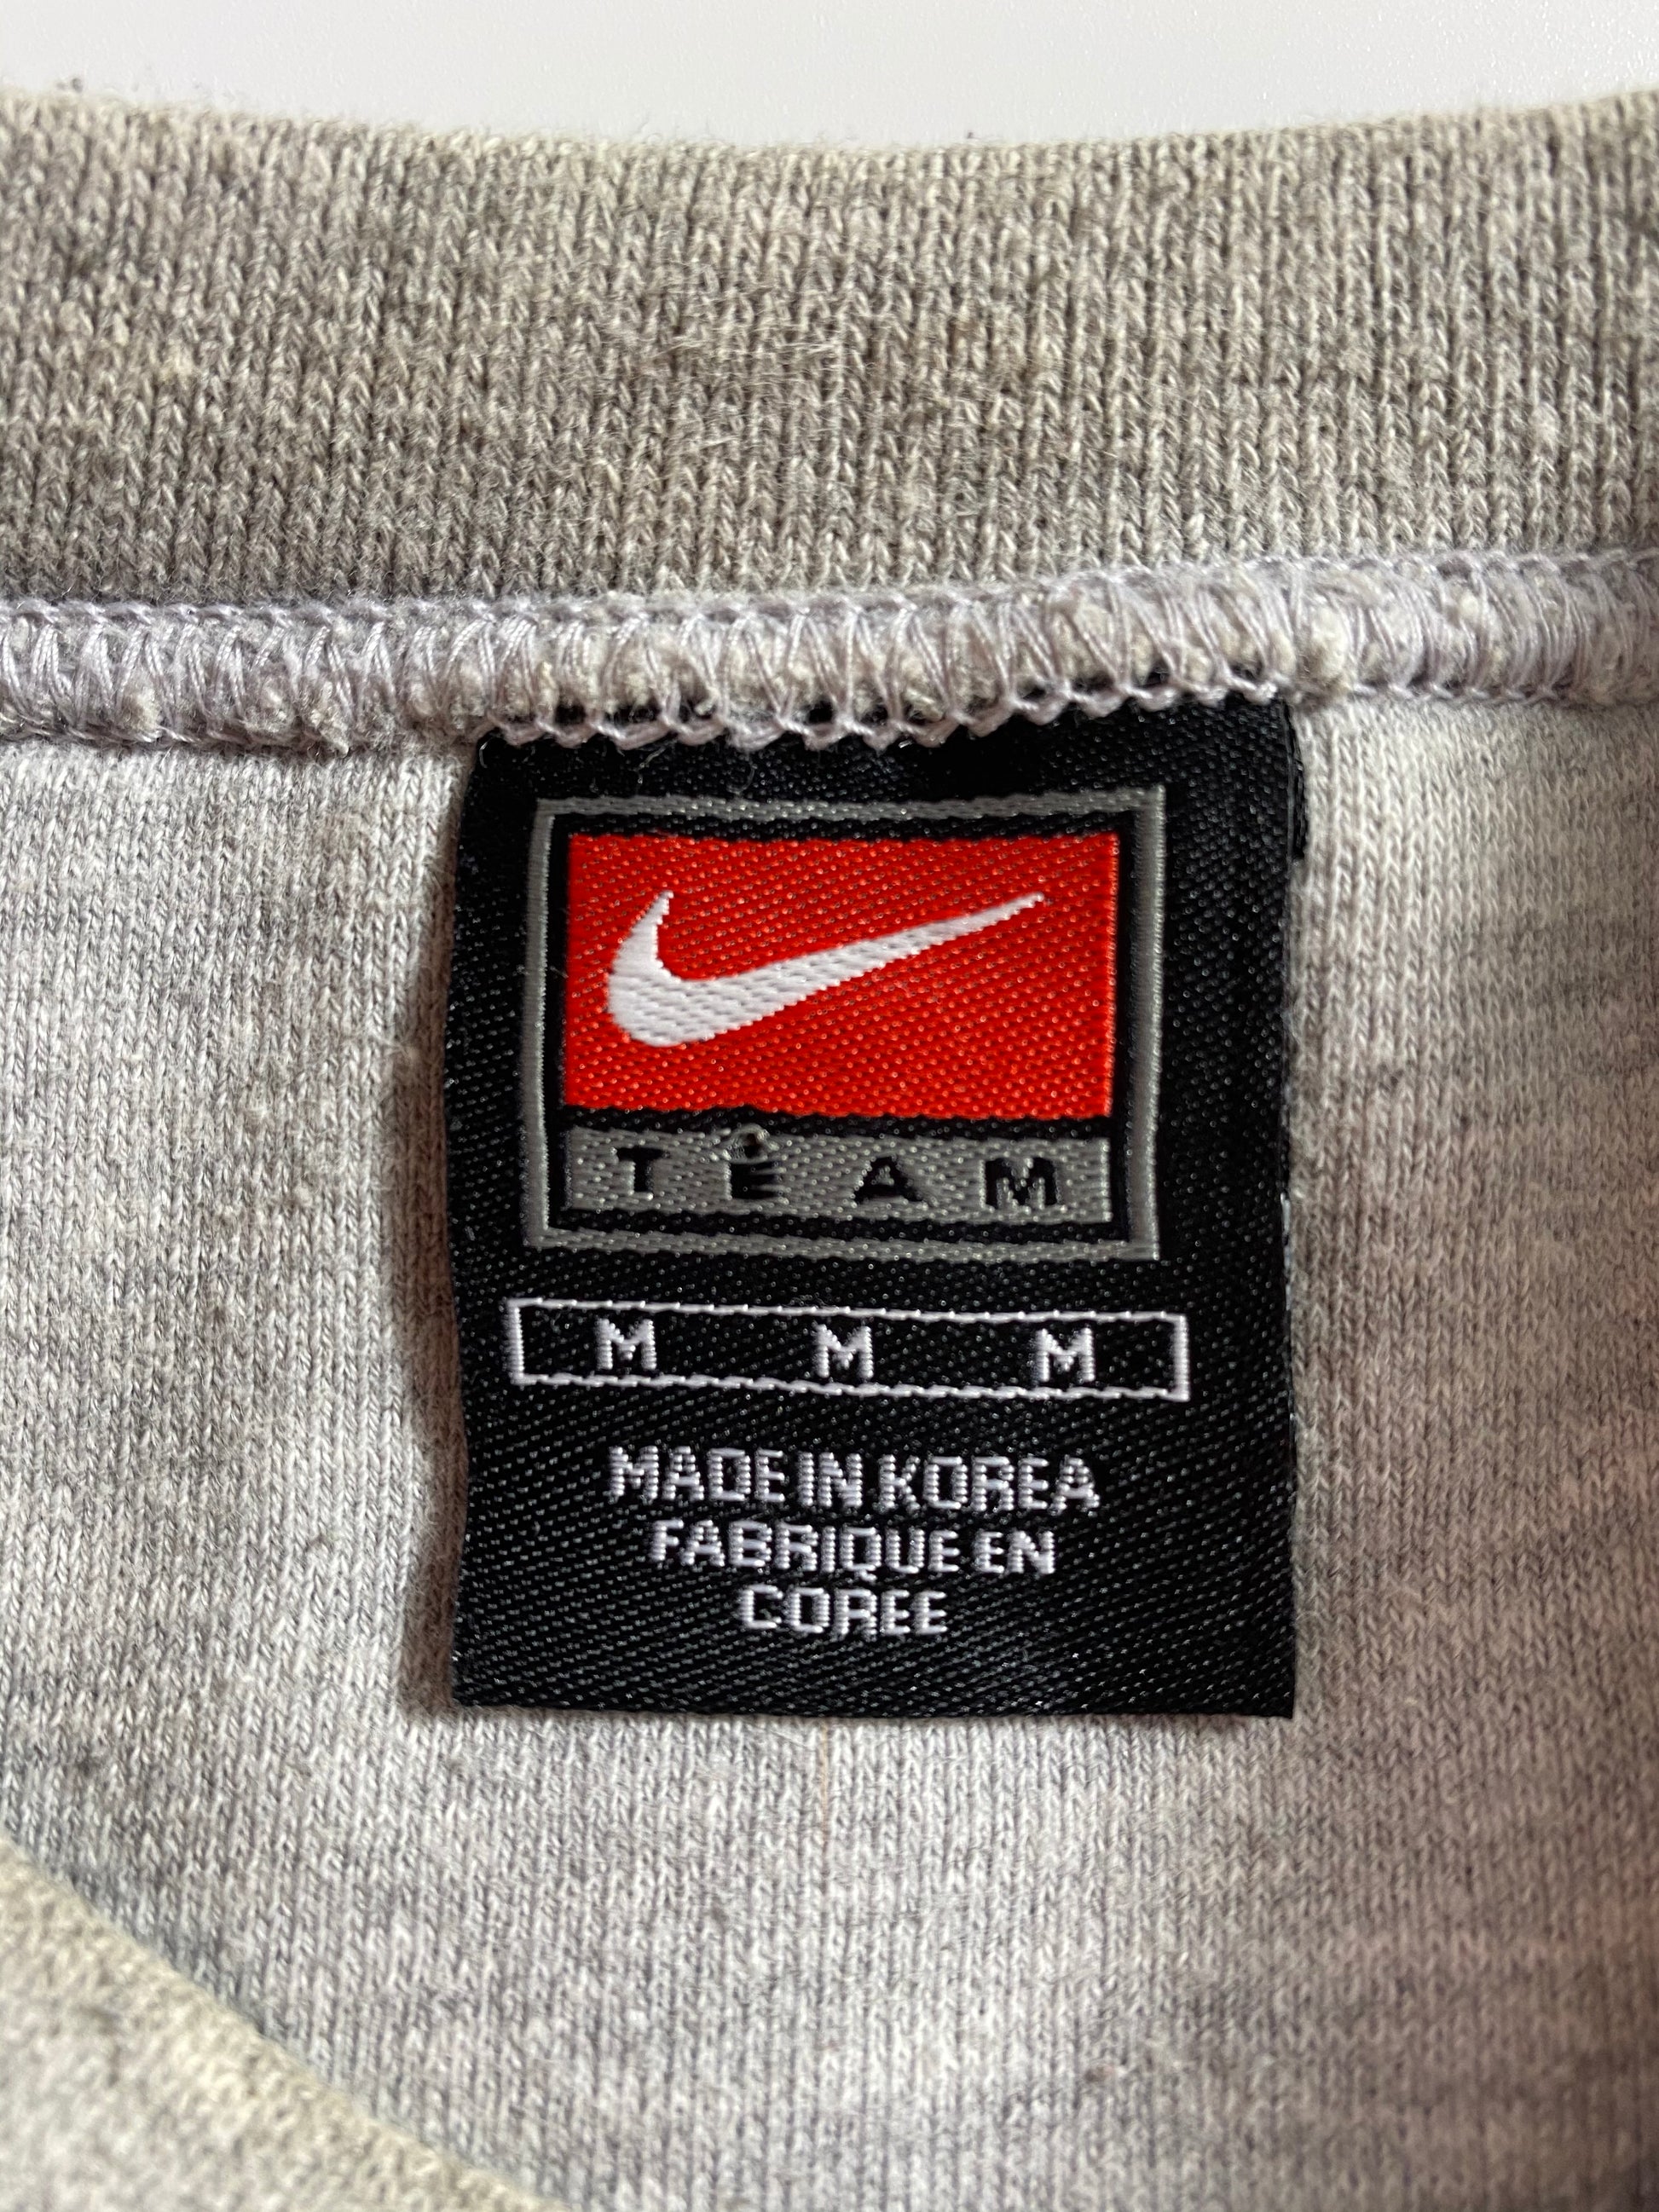 TEAM
M M M
MADE IN KOREA
FABRIQUE EN
COREE